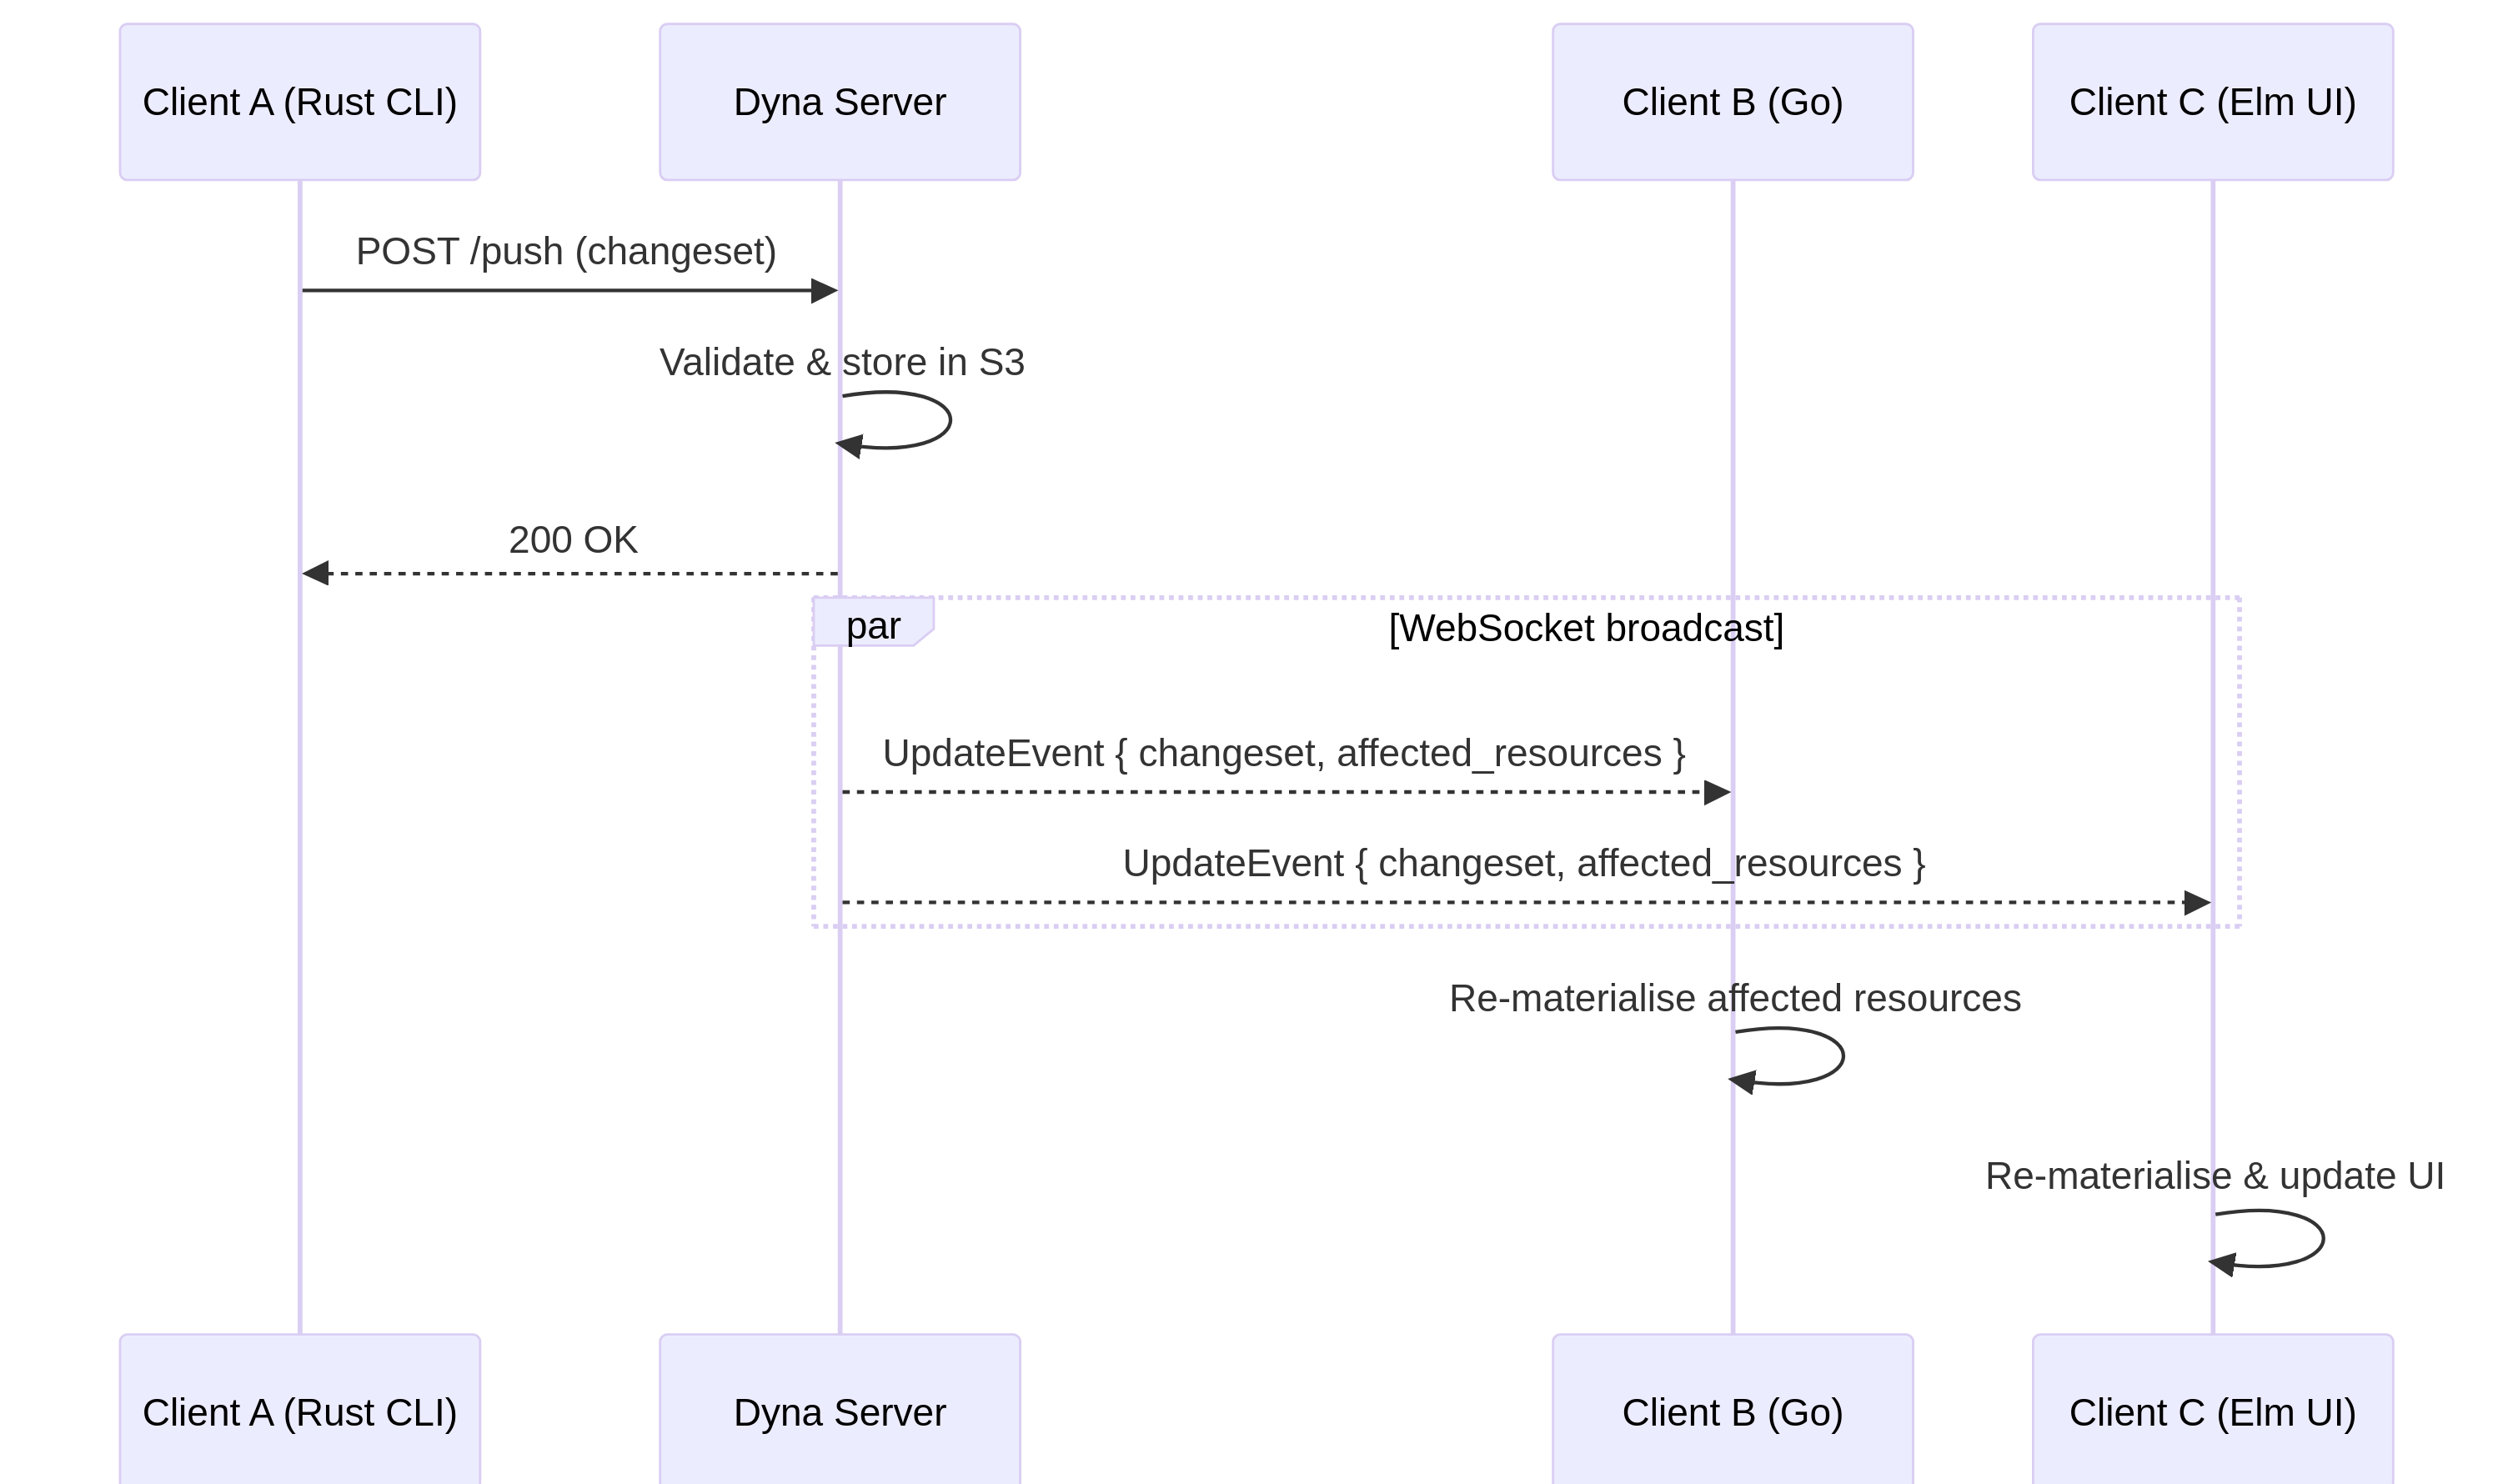 Client A (Rust CLI)
Dyna Server
Client B (Go)
Client C (Elm UI)
POST /push (changeset)
Validate & store in S3
200 OK
par
[WebSocket broadcast]
UpdateEvent { changeset, affected_resources }
UpdateEvent { changeset, affected_resources }
Re-materialise affected resources
Re-materialise & update UI
Client A (Rust CLI)
Dyna Server
Client B (Go)
Client C (Elm UI)